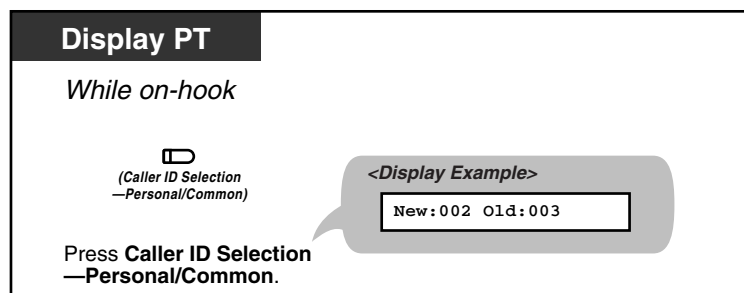 Display PT
While on-hook
(Caller ID Selection
—Personal/Common)
<Display Example>
New:002 Old:003
Press Caller ID Selection
—Personal/Common.